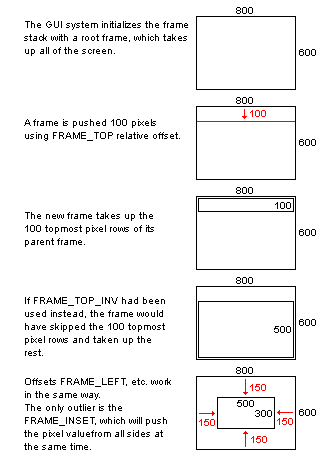 800
The GUI system initializes the frame
stack with a root frame, which takes
up all of the screen.
600
800
A frame is pushed 100 pixels
using FRAME_TOP relative offset.
100
600
800
The new frame takes up the
100 topmost pixel rows of its
parent frame.
100
600
800
If FRAME_TOP_INV had been
used instead, the frame would
have skipped the 100 topmost
pixel rows and taken up the
rest.
500
600
800
Offsets FRAME_LEFT, etc. work
in the same way.
The only outlier is the
FRAME_INSET, which will push
the pixel valuefrom all sides at
the same time.
150
500
300
150
150
150
600